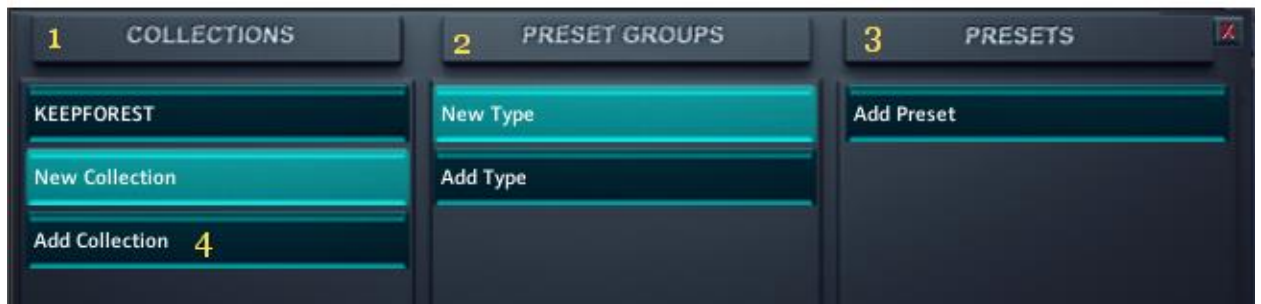 1 COLLECTIONS
2 PRESET GROUPS
3 PRESETS
X
KEEPFOREST
New Type
Add Preset
New Collection
Add Type
Add Collection 4